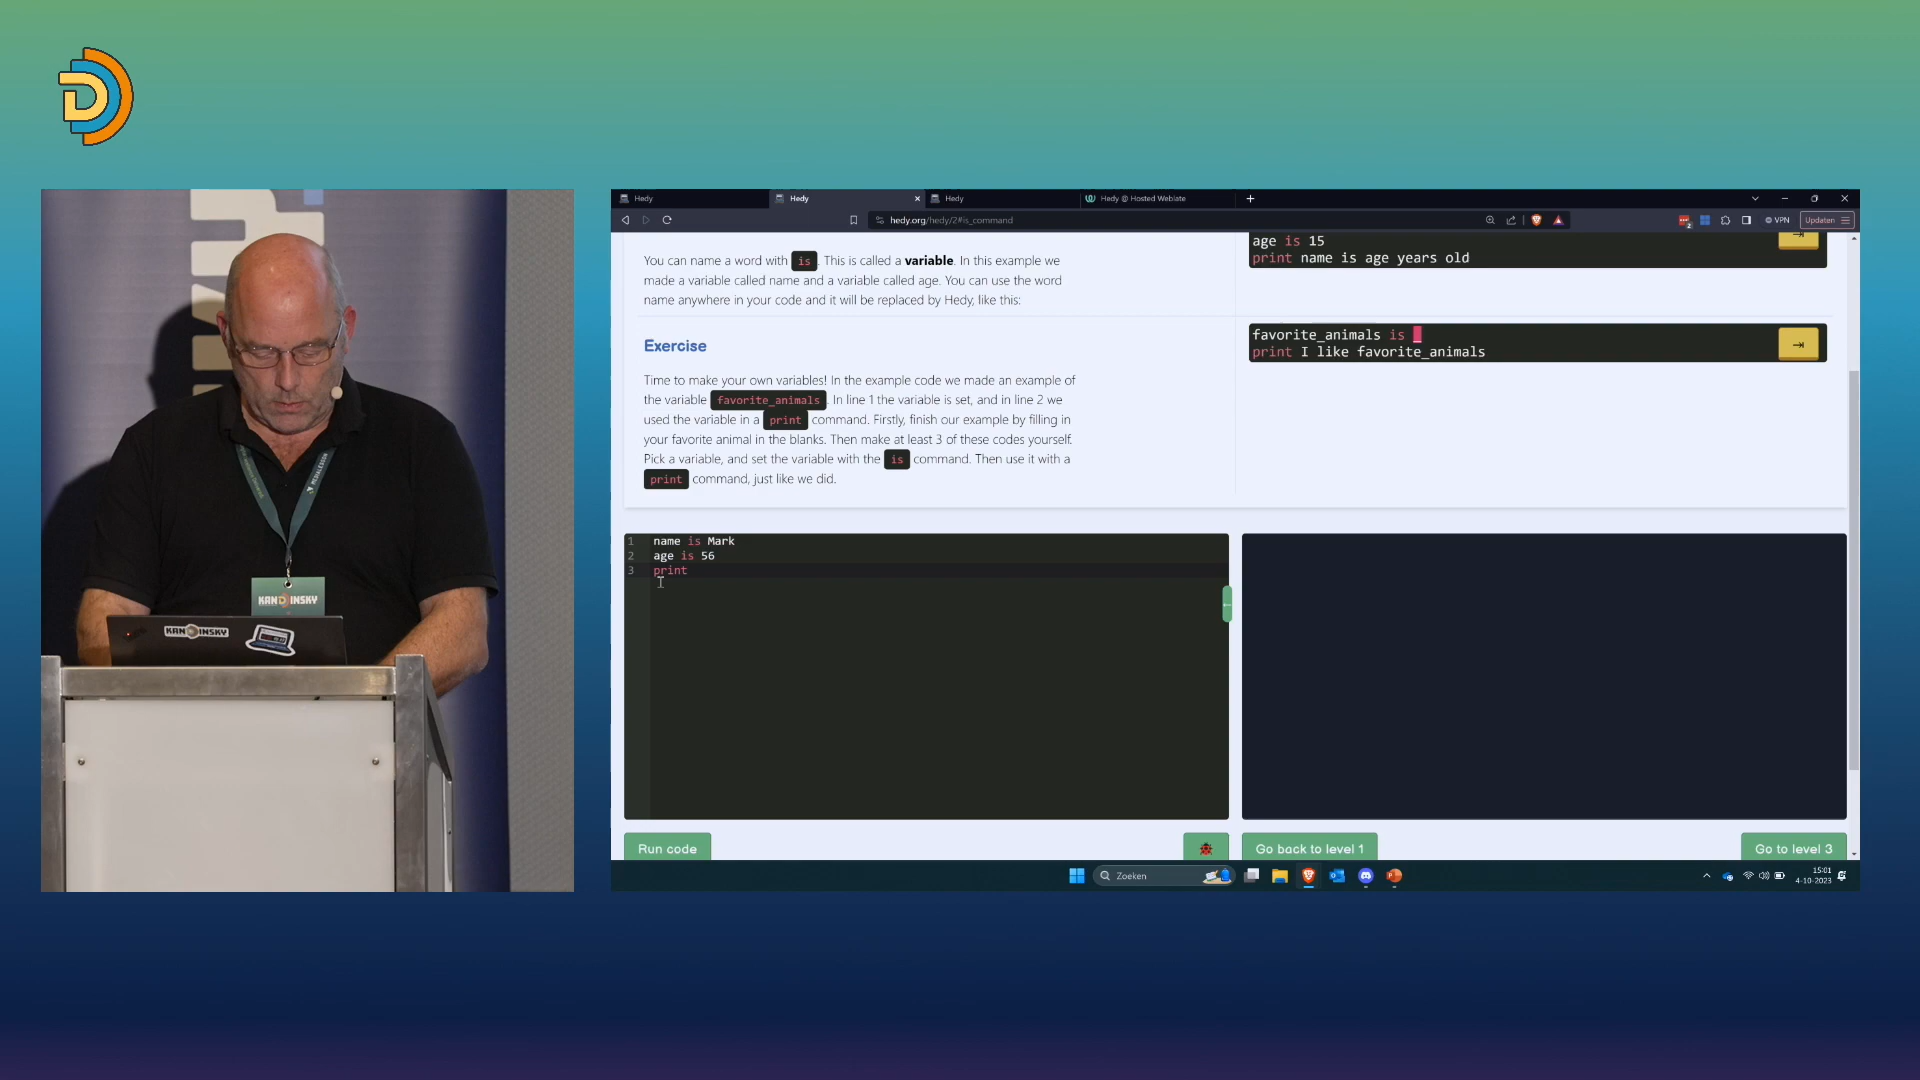 Hedy
Hedy
Hedy
Hedy @ Hosted Weblate
hedy.org/hedy/2#is_command
VPN
Updaten
You can name a word with is . This is called a variable. In this example we
made a variable called name and a variable called age. You can use the word
name anywhere in your code and it will be replaced by Hedy, like this:
age is 15
print name is age years old
Exercise
Time to make your own variables! In the example code we made an example of
the variable favorite_animals . In line 1 the variable is set, and in line 2 we
used the variable in a print command. Firstly, finish our example by filling in
your favorite animal in the blanks. Then make at least 3 of these codes yourself.
Pick a variable, and set the variable with the is command. Then use it with a
print command, just like we did.
favorite_animals is _
print I like favorite_animals
1 name is Mark
2 age is 56
3 print
Run code
Go back to level 1
Go to level 3
Zoeken
15:01
4-10-2023
KANDINSKY
KANDINSKY